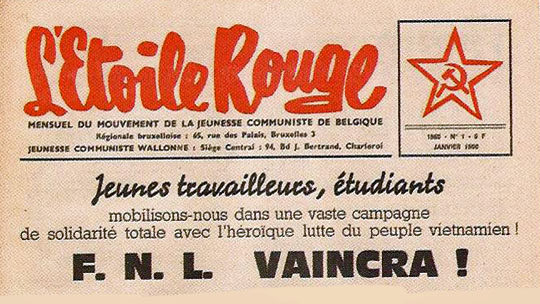 L'Etoile Rouge
MENSUEL DU MOUVEMENT DE LA JEUNESSE COMMUNISTE DE BELGIQUE
Régionale bruxelloise : 65, rue des Palais, Bruxelles 3
JEUNESSE COMMUNISTE WALLONNE : Siège Central : 94, Bd J. Bertrand, Charleroi
N° 1 - 5 F
JANVIER
Jeunes travailleurs, étudiants
mobilisons-nous dans une vaste campagne
de solidarité totale avec l'héroïque lutte du peuple vietnamien !
F. N. L. VAINCRA !